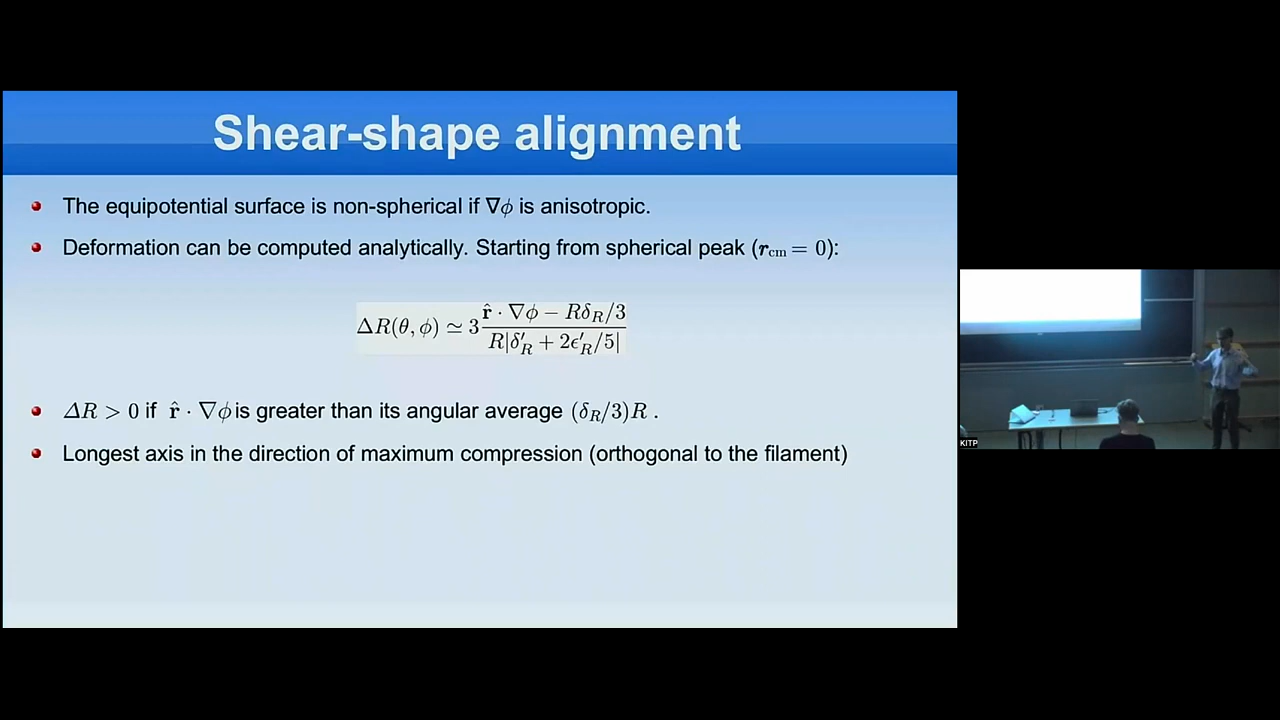 Shear-shape alignment
The equipotential surface is non-spherical if ∇ϕ is anisotropic.
Deformation can be computed analytically. Starting from spherical peak (r_cm = 0):
ΔR(θ, ϕ) ≃ 3 (r̂ · ∇ϕ − Rδ_R/3) / (R|δ′_R + 2ϵ′_R/5|)
ΔR > 0 if r̂ · ∇ϕ is greater than its angular average (δ_R/3)R .
Longest axis in the direction of maximum compression (orthogonal to the filament)
KITP